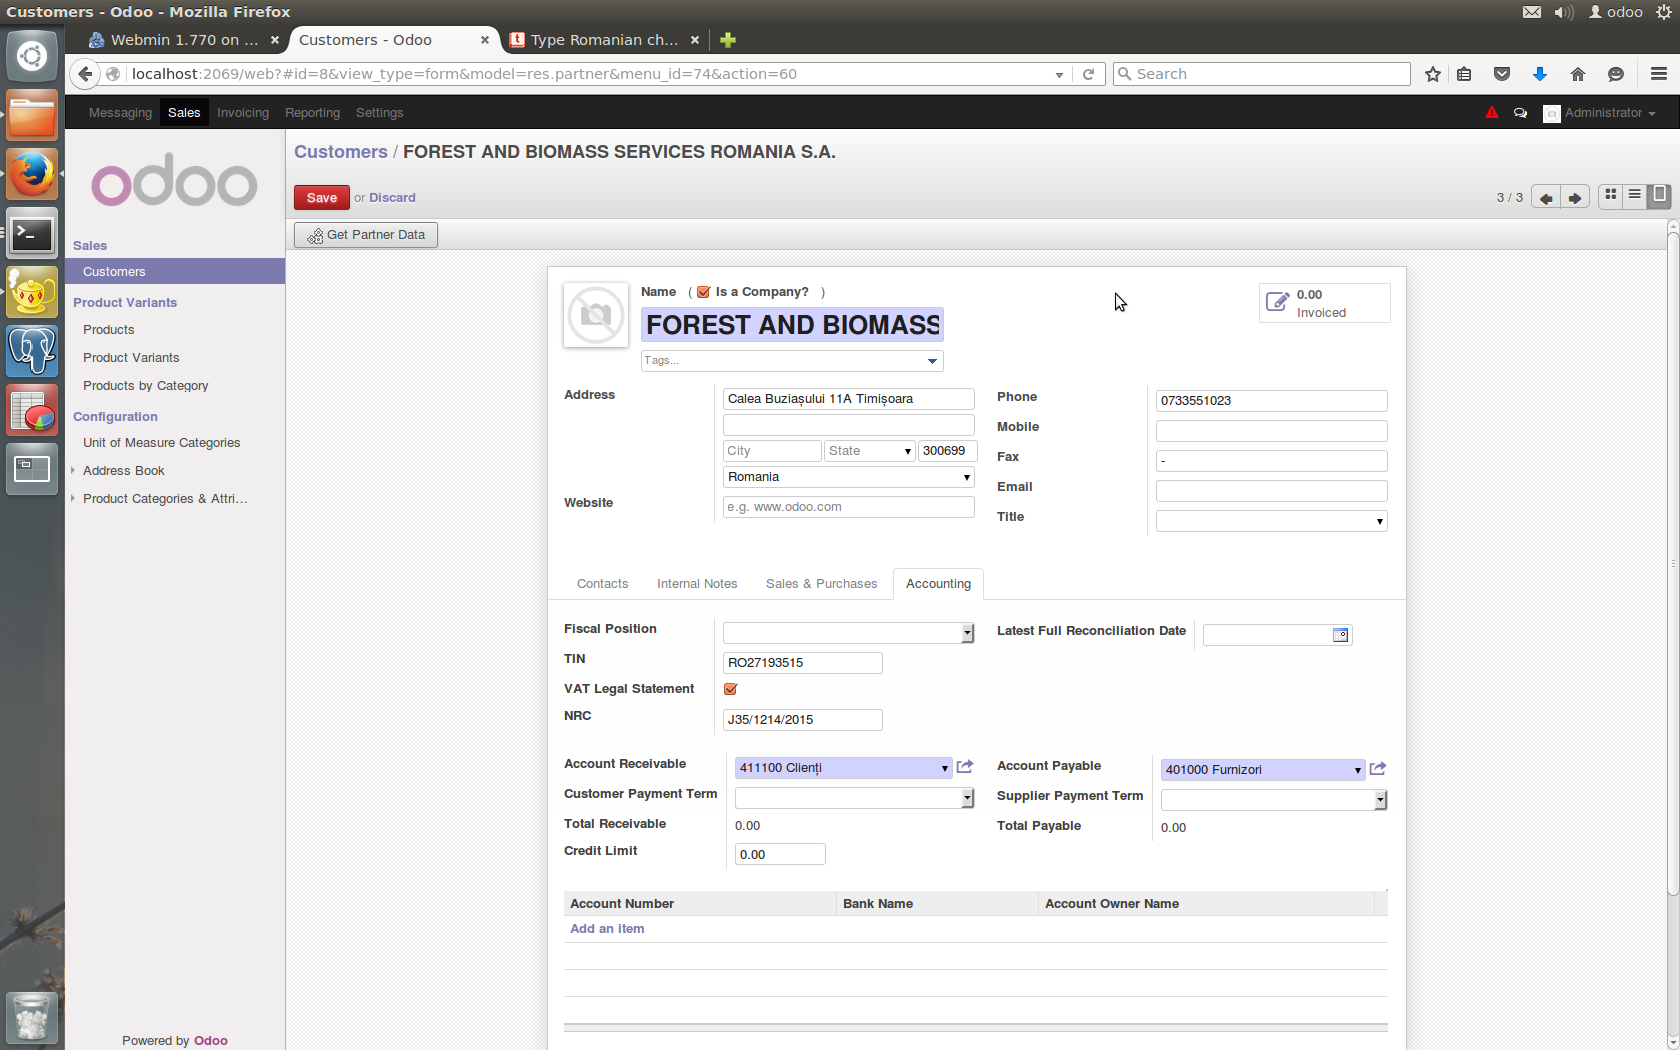 Customers - Odoo - Mozilla Firefox
odoo
Webmin 1.770 on ...
Customers - Odoo
Type Romanian ch...
localhost:2069/web?#id=8&view_type=form&model=res.partner&menu_id=74&action=60
Search
Messaging Sales Invoicing Reporting Settings
Administrator
odoo
Customers / FOREST AND BIOMASS SERVICES ROMANIA S.A.
Save or Discard
3 / 3
Get Partner Data
Sales
Customers
Product Variants
Products
Product Variants
Products by Category
Configuration
Unit of Measure Categories
Address Book
Product Categories & Attri...
Powered by Odoo
Name ( Is a Company? )
FOREST AND BIOMASS
Tags...
0.00
Invoiced
Address
Calea Buziașului 11A Timișoara
City State 300699
Romania
Website
e.g. www.odoo.com
Phone 0733551023
Mobile
Fax -
Email
Title
Contacts Internal Notes Sales & Purchases Accounting
Fiscal Position
TIN RO27193515
VAT Legal Statement
NRC J35/1214/2015
Latest Full Reconciliation Date
Account Receivable 411100 Clienți
Customer Payment Term
Total Receivable 0.00
Credit Limit 0.00
Account Payable 401000 Furnizori
Supplier Payment Term
Total Payable 0.00
Account Number Bank Name Account Owner Name
Add an item